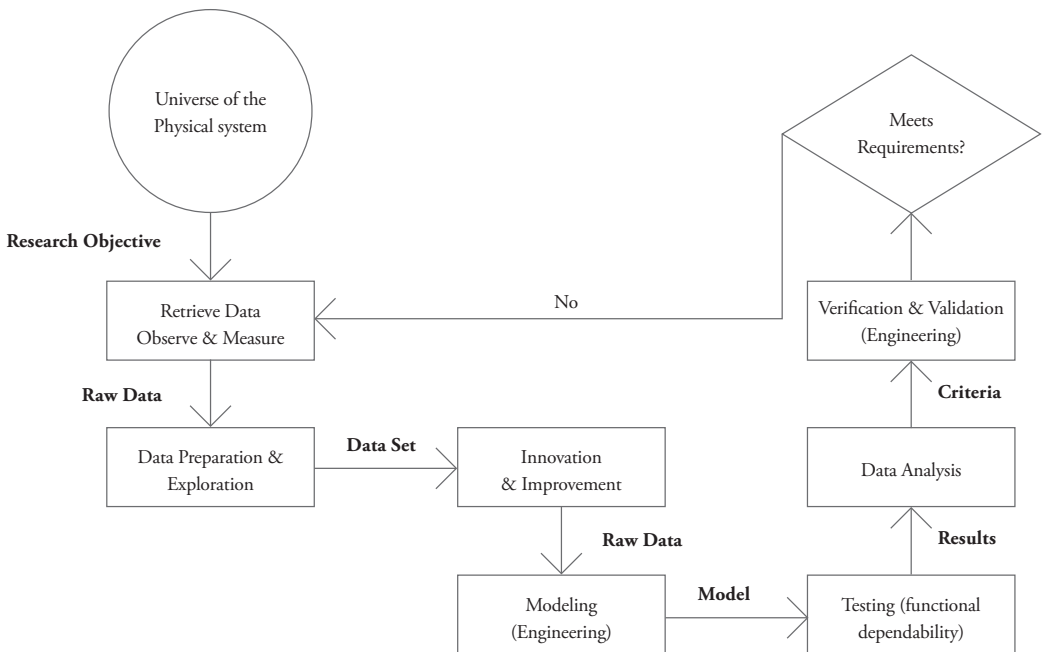 Universe of the
Physical system
Meets
Requirements?
Research Objective
Retrieve Data
Observe & Measure
No
Verification & Validation
(Engineering)
Raw Data
Criteria
Data Preparation &
Exploration
Data Set
Innovation
& Improvement
Data Analysis
Raw Data
Results
Modeling
(Engineering)
Model
Testing (functional
dependability)